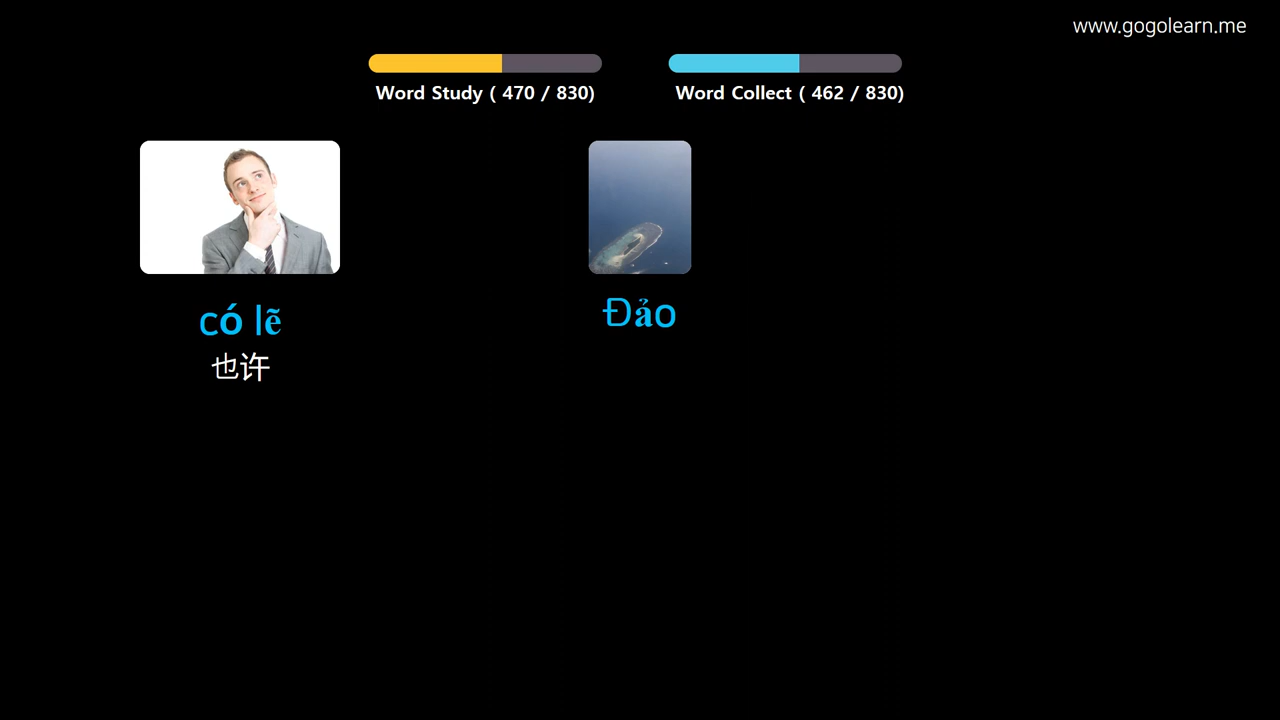 www.gogolearn.me
Word Study ( 470 / 830)
Word Collect ( 462 / 830)
có lẽ
也许
Đảo